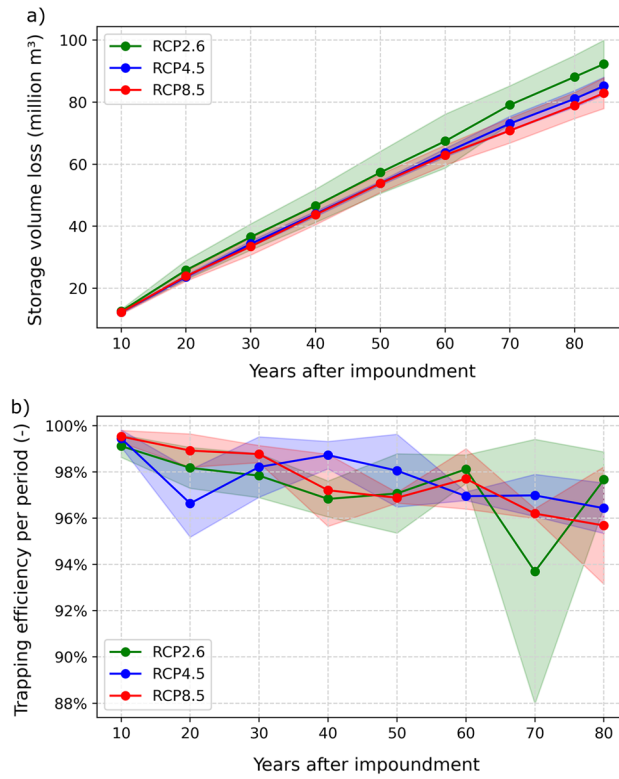 a)
Storage volume loss (million m³)
100
80
60
40
20
RCP2.6
RCP4.5
RCP8.5
10 20 30 40 50 60 70 80
Years after impoundment
b)
Trapping efficiency per period (-)
100%
98%
96%
94%
92%
90%
88%
RCP2.6
RCP4.5
RCP8.5
10 20 30 40 50 60 70 80
Years after impoundment